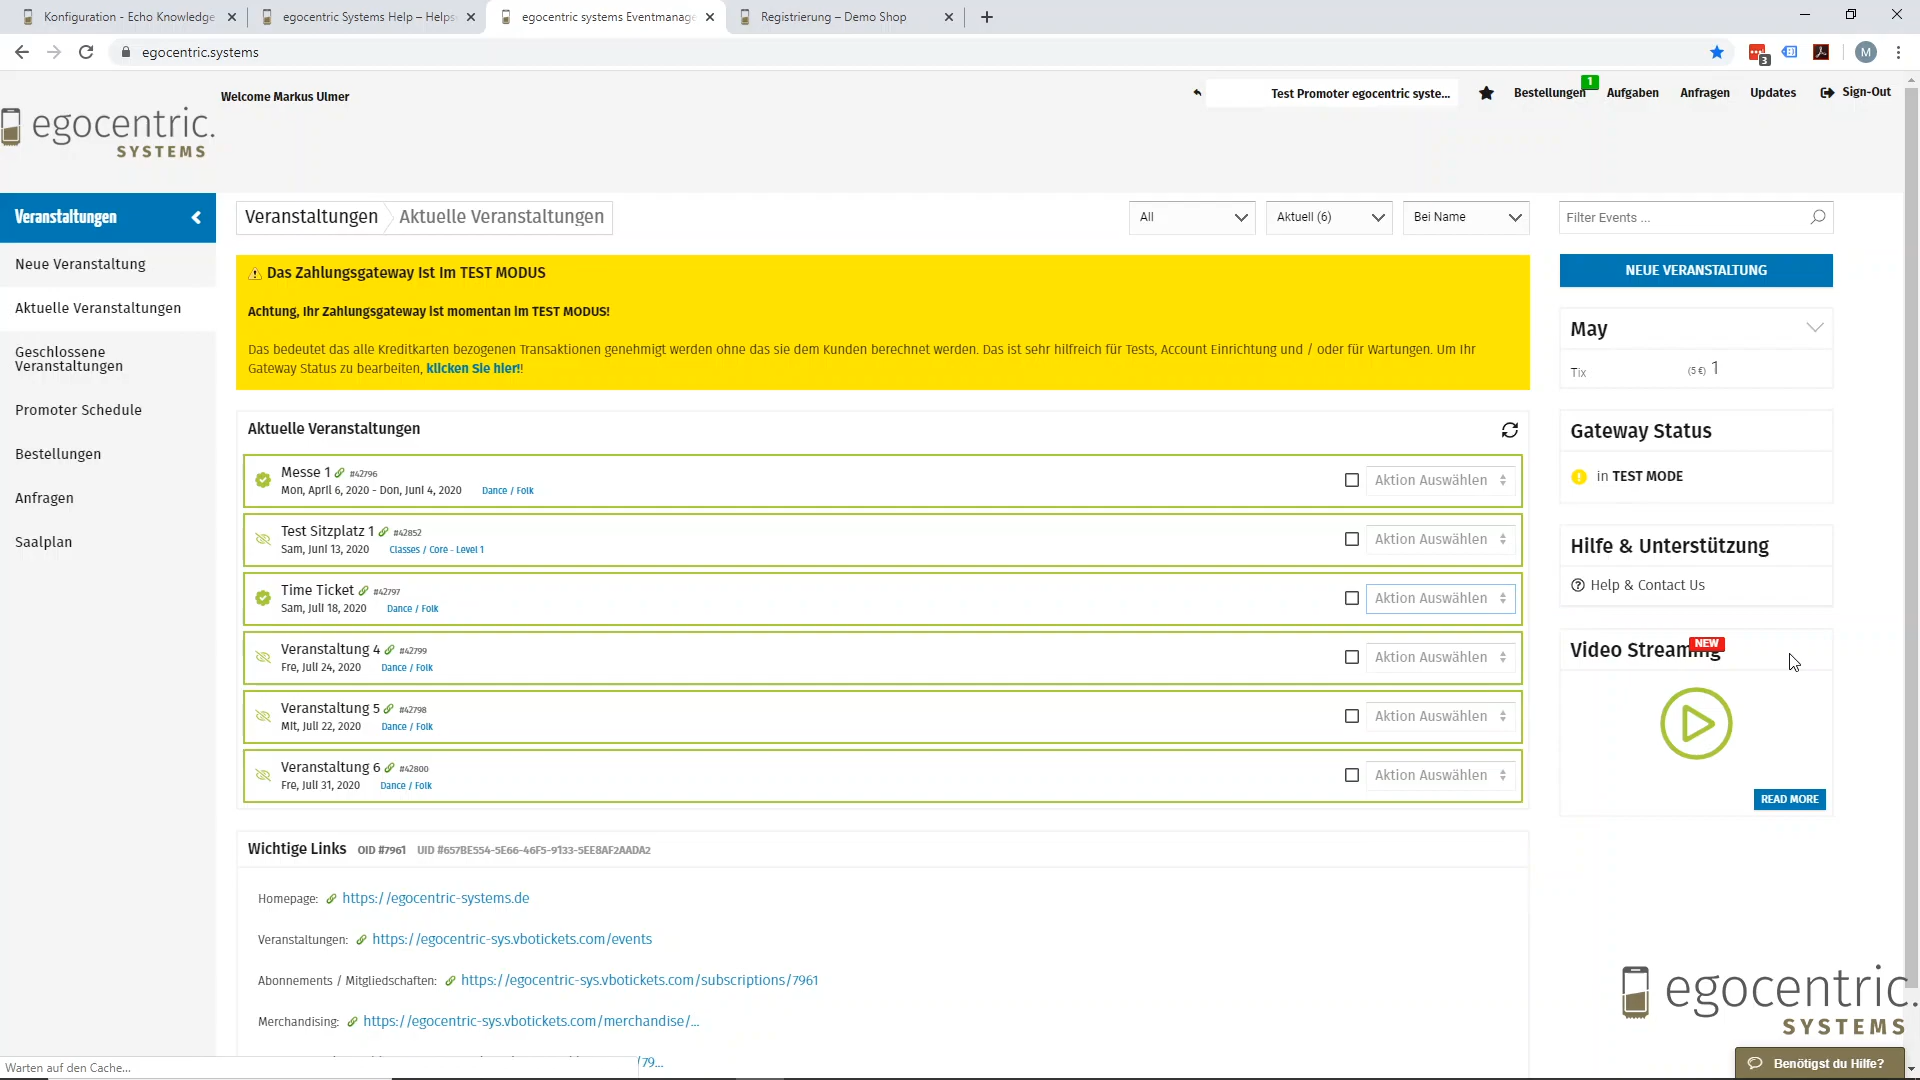 Konfiguration - Echo Knowledge
egocentric Systems Help – Helps
egocentric systems Eventmanage
Registrierung – Demo Shop
egocentric.systems
3
M
Welcome Markus Ulmer
Test Promoter egocentric syste...
Bestellungen
1
Aufgaben
Anfragen
Updates
Sign-Out
egocentric.
SYSTEMS
Veranstaltungen
Neue Veranstaltung
Aktuelle Veranstaltungen
Geschlossene
Veranstaltungen
Promoter Schedule
Bestellungen
Anfragen
Saalplan
Veranstaltungen
Aktuelle Veranstaltungen
All
Aktuell (6)
Bei Name
Filter Events ...
Das Zahlungsgateway Ist Im TEST MODUS
Achtung, Ihr Zahlungsgateway ist momentan im TEST MODUS!
Das bedeutet das alle Kreditkarten bezogenen Transaktionen genehmigt werden ohne das sie dem Kunden berechnet werden. Das ist sehr hilfreich für Tests, Account Einrichtung und / oder für Wartungen. Um Ihr
Gateway Status zu bearbeiten, klicken Sie hier!!
NEUE VERANSTALTUNG
May
Tix
(5 €) 1
Gateway Status
in TEST MODE
Hilfe & Unterstützung
Help & Contact Us
Video Streaming
NEW
READ MORE
Aktuelle Veranstaltungen
Messe 1 #42796
Mon, April 6, 2020 - Don, Juni 4, 2020 Dance / Folk
Aktion Auswählen
Test Sitzplatz 1 #42852
Sam, Juni 13, 2020 Classes / Core - Level 1
Aktion Auswählen
Time Ticket #42797
Sam, Juli 18, 2020 Dance / Folk
Aktion Auswählen
Veranstaltung 4 #42799
Fre, Juli 24, 2020 Dance / Folk
Aktion Auswählen
Veranstaltung 5 #42798
Mit, Juli 22, 2020 Dance / Folk
Aktion Auswählen
Veranstaltung 6 #42800
Fre, Juli 31, 2020 Dance / Folk
Aktion Auswählen
Wichtige Links OID #7961 UID #657BE554-5E66-46F5-9133-5EE8AF2AADA2
Homepage: https://egocentric-systems.de
Veranstaltungen: https://egocentric-sys.vbotickets.com/events
Abonnements / Mitgliedschaften: https://egocentric-sys.vbotickets.com/subscriptions/7961
Merchandising: https://egocentric-sys.vbotickets.com/merchandise/...
/79...
Warten auf den Cache...
egocentric.
SYSTEMS
Benötigst du Hilfe?